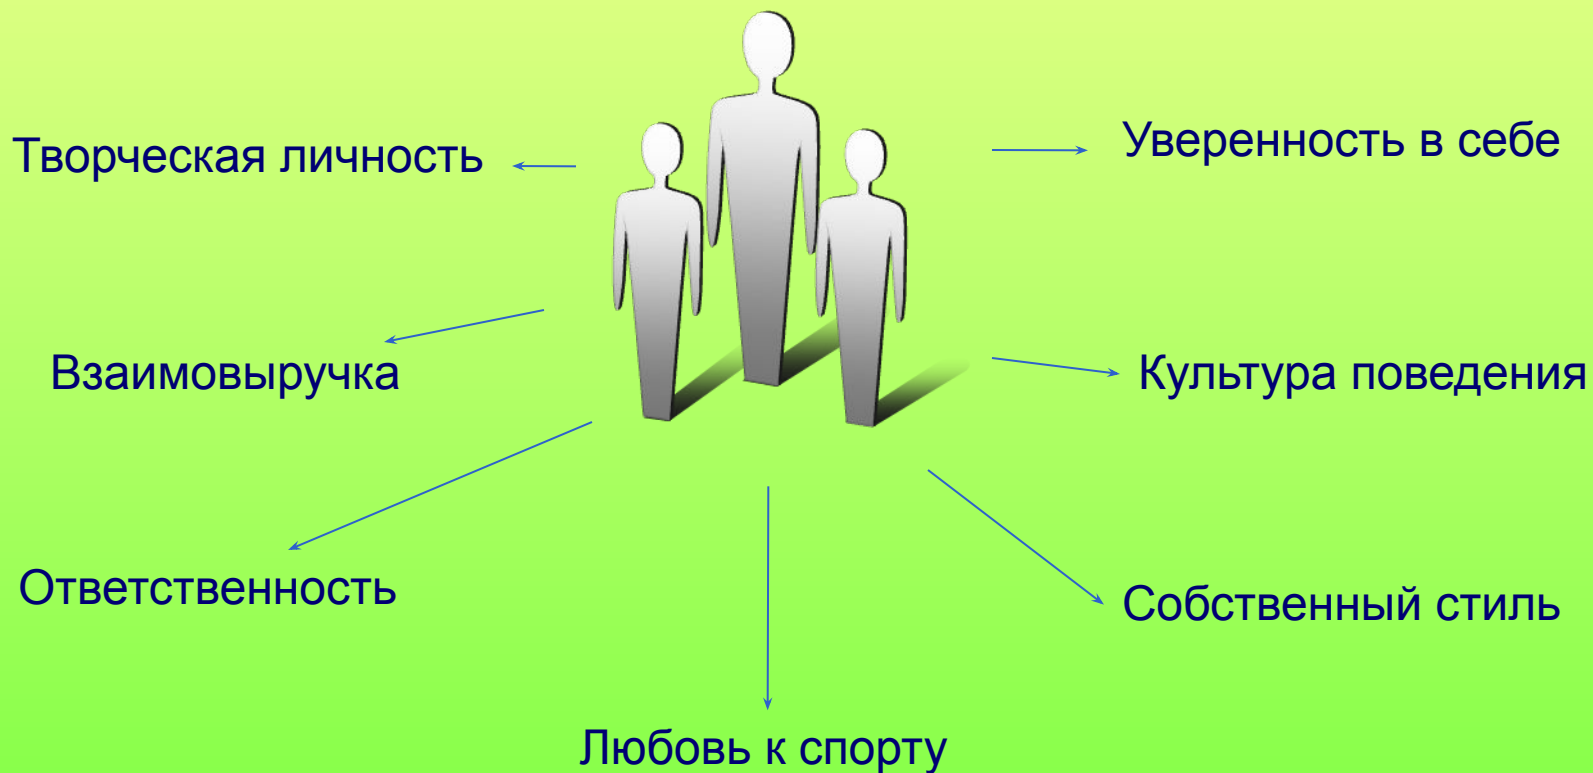 Творческая личность
Уверенность в себе
Взаимовыручка
Культура поведения
Ответственность
Собственный стиль
Любовь к спорту